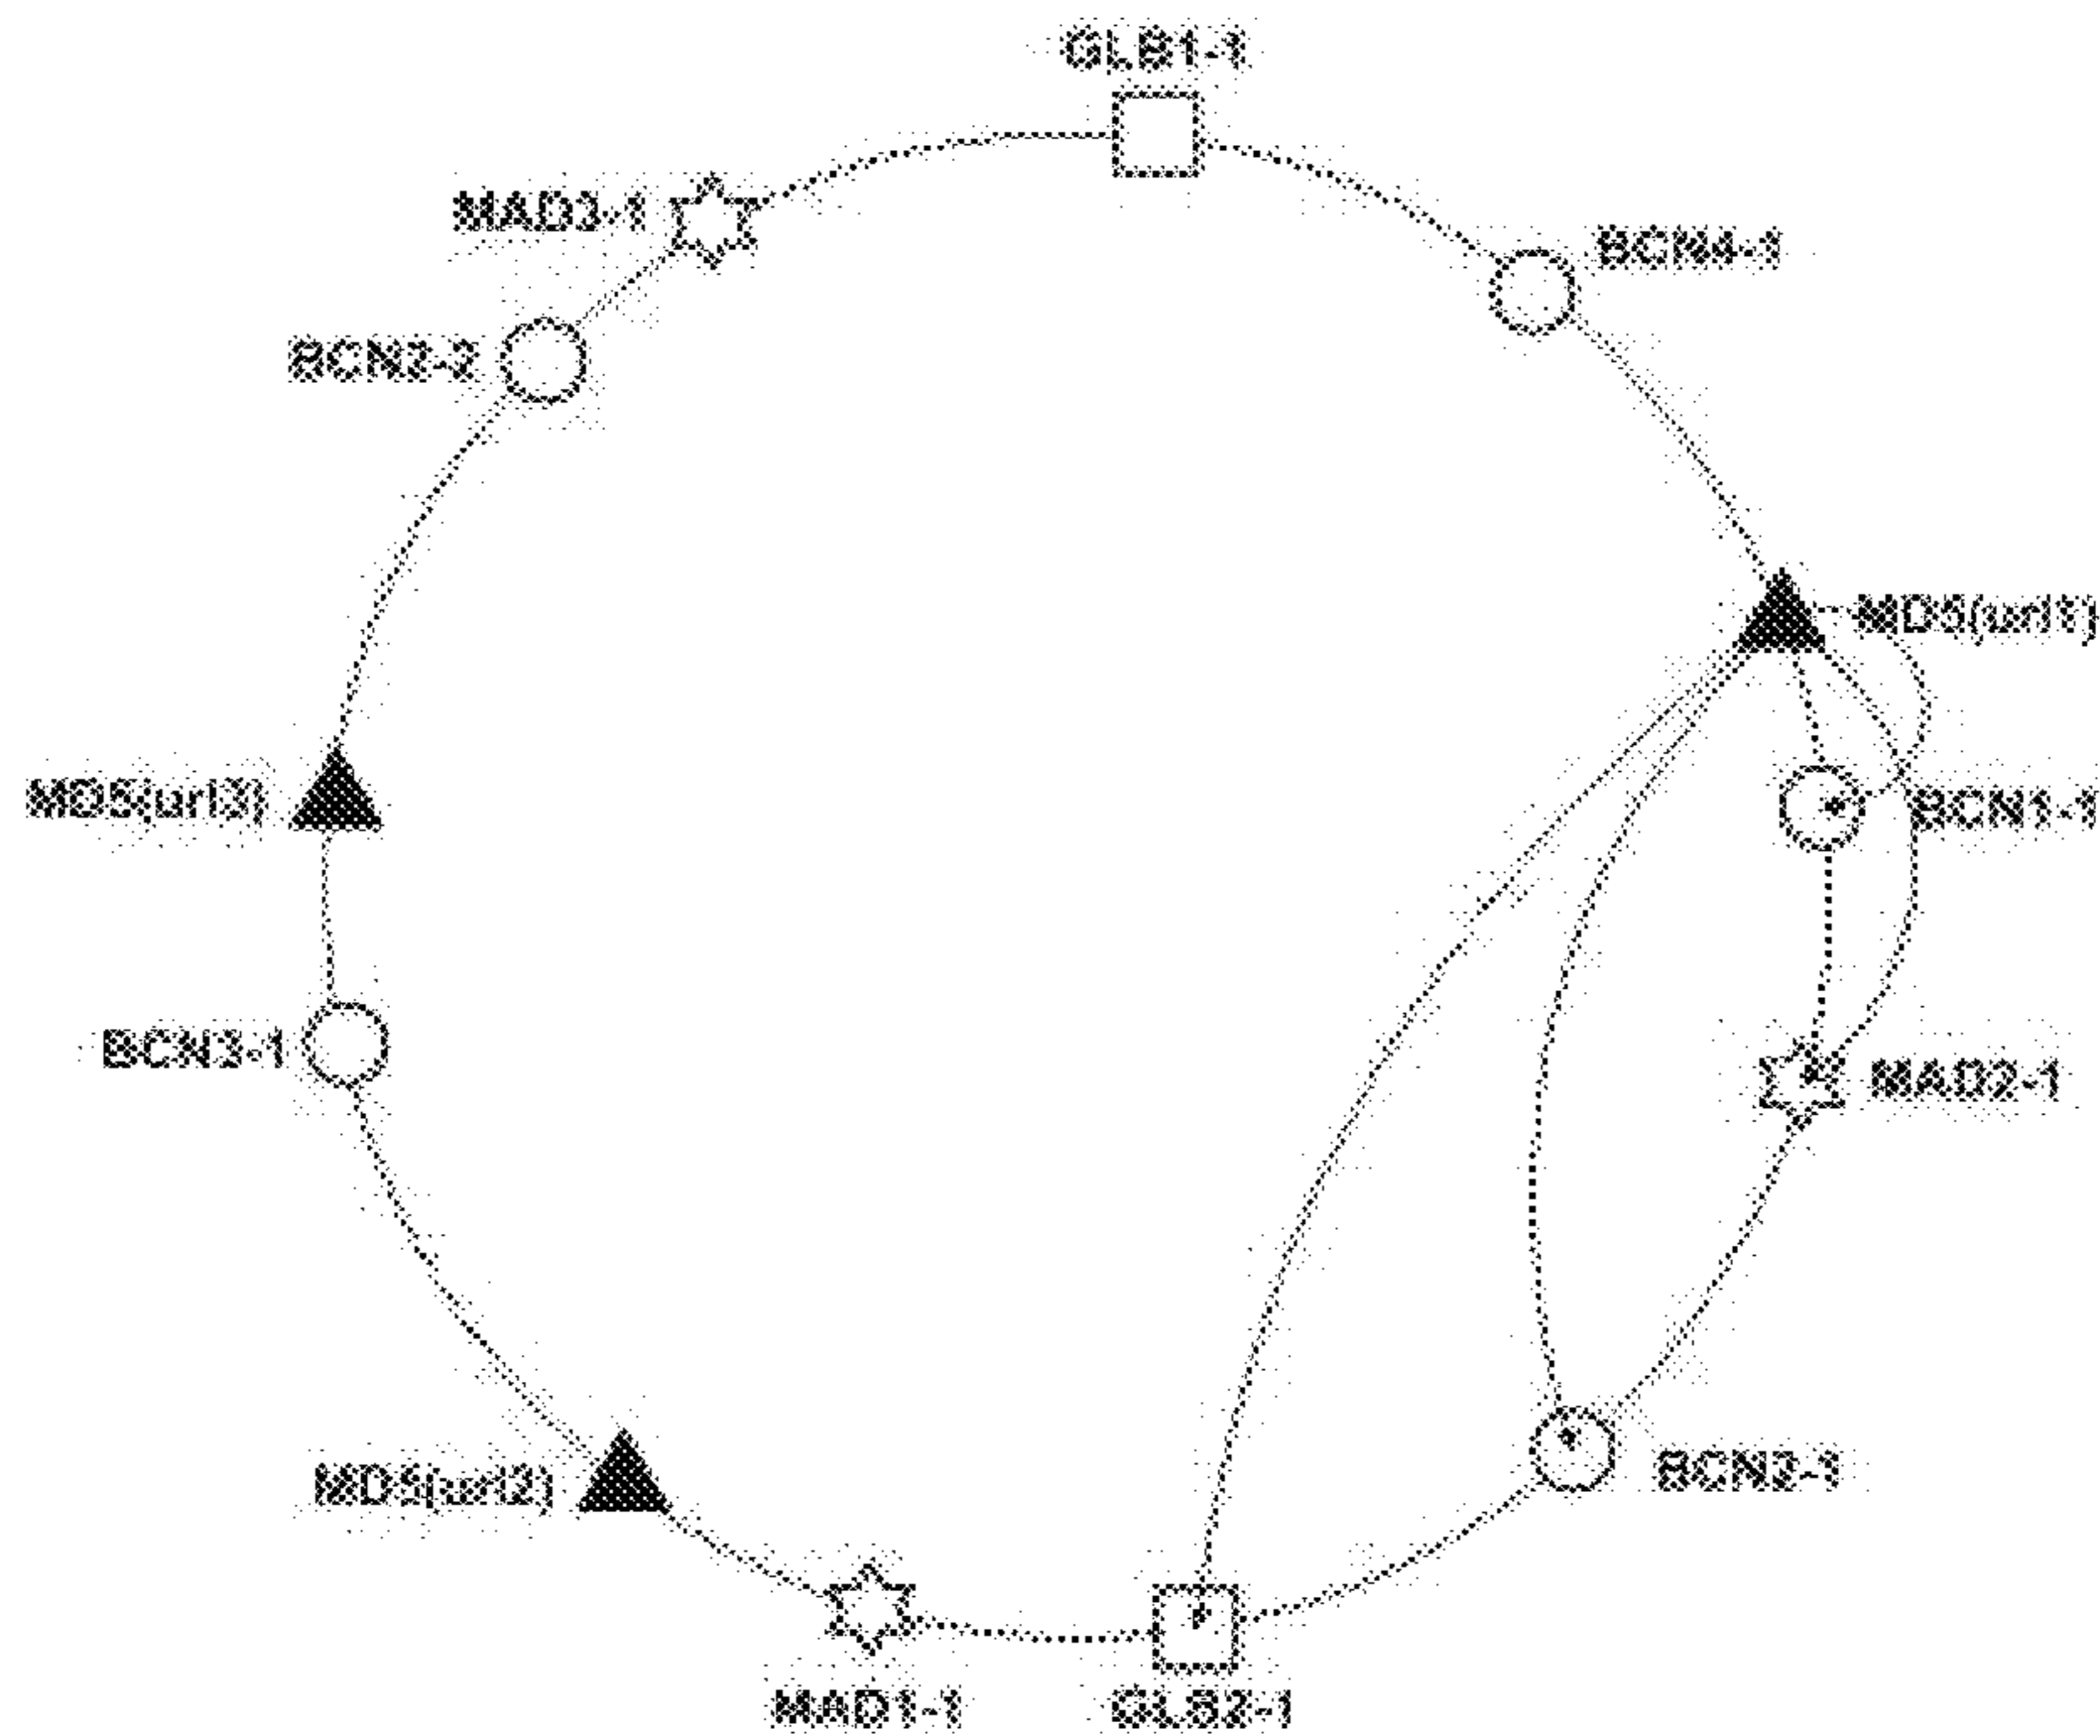 GLB1-1
MAD3-1
BCN4-1
BCN2-2
MD5(url1)
MD5(url3)
BCN1-1
BCN3-1
MAD2-1
BCN2-1
MD5(url2)
MAD1-1
GLB2-1